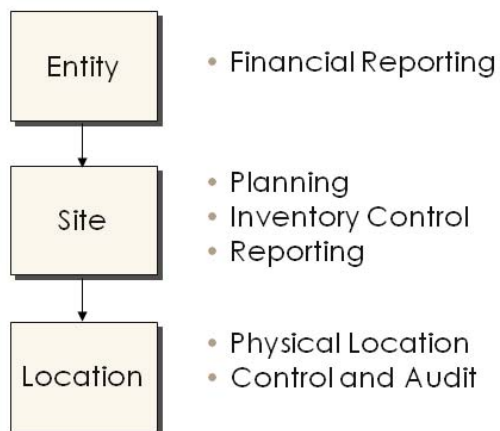 Entity
• Financial Reporting
Site
• Planning
• Inventory Control
• Reporting
Location
• Physical Location
• Control and Audit